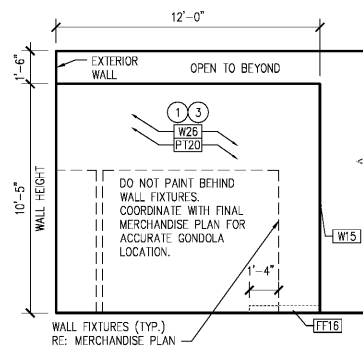 12'-0"
1'-6"
EXTERIOR
WALL
OPEN TO BEYOND
1 3
W26
PT20
10'-5"
WALL HEIGHT
DO NOT PAINT BEHIND
WALL FIXTURES.
COORDINATE WITH FINAL
MERCHANDISE PLAN FOR
ACCURATE GONDOLA
LOCATION.
W15
1'-4"
FF16
WALL FIXTURES (TYP.)
RE: MERCHANDISE PLAN